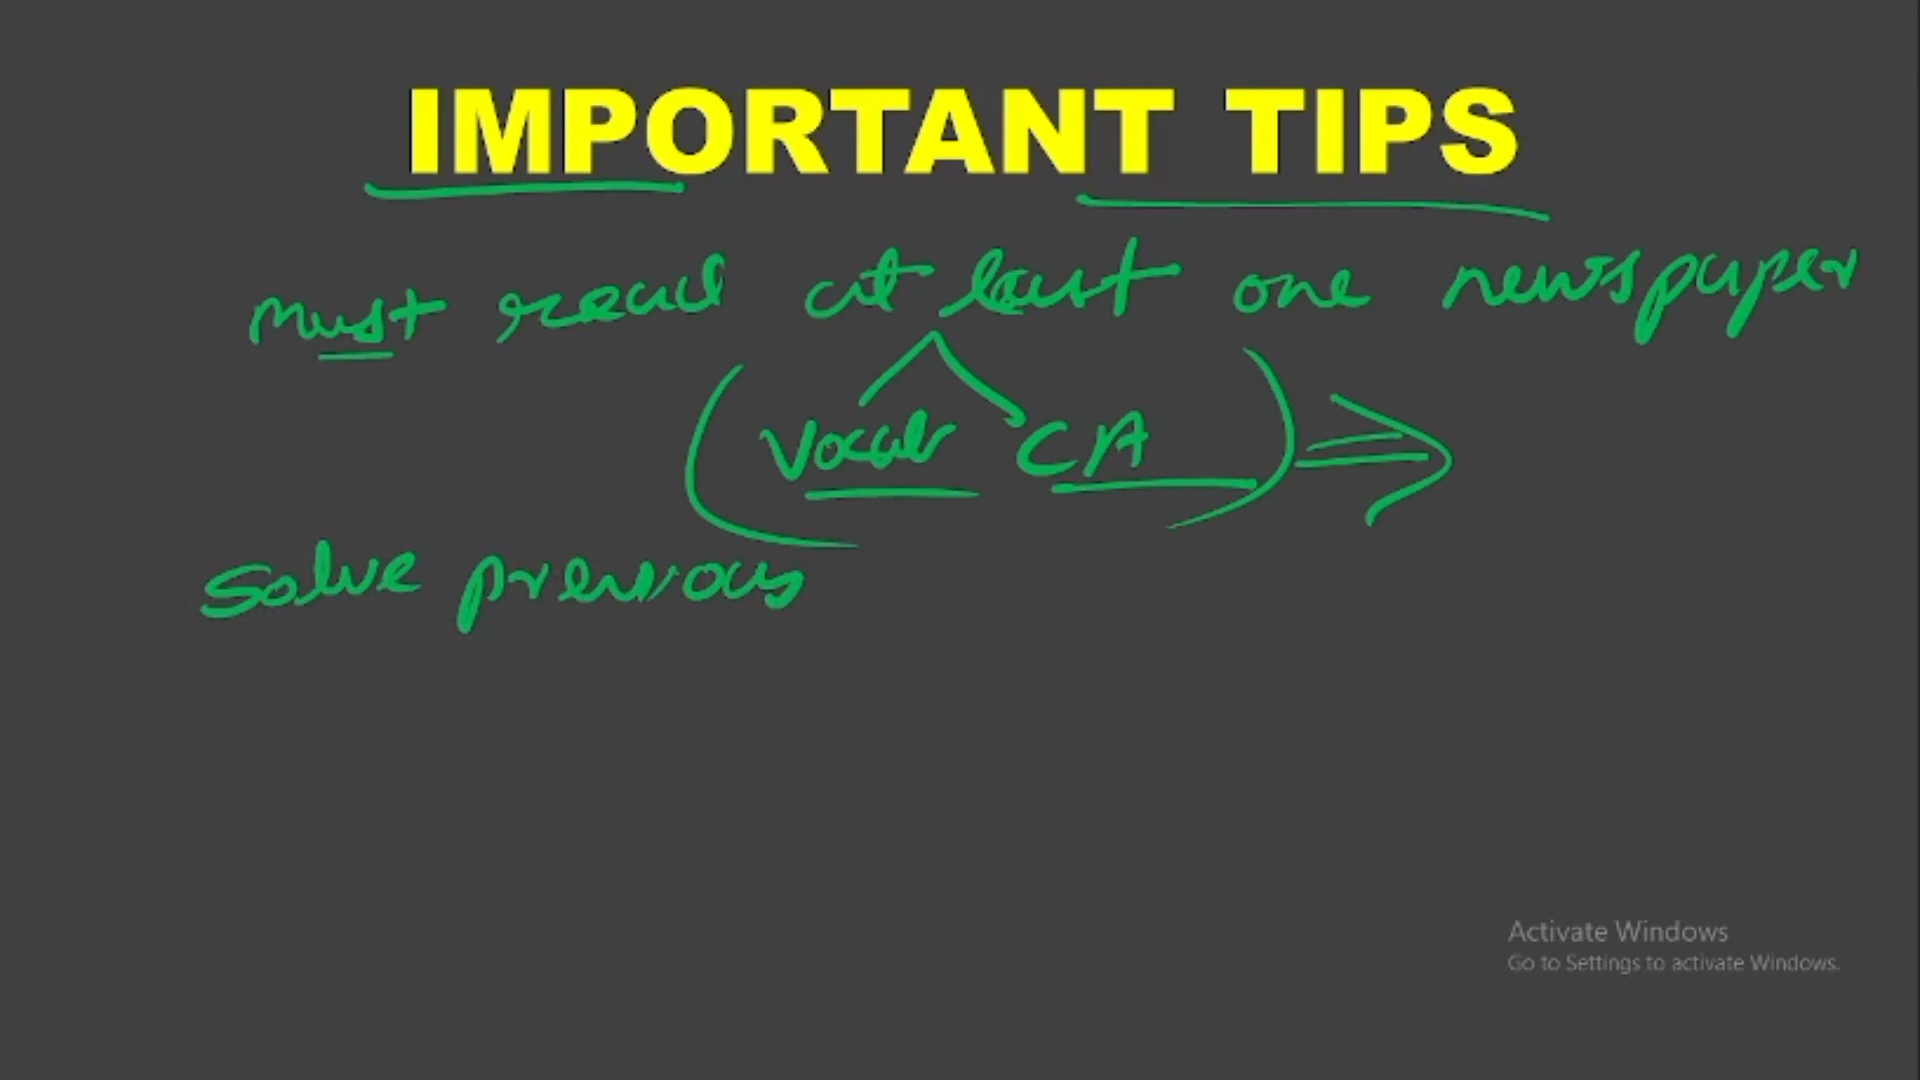 IMPORTANT TIPS
must read at least one newspaper
Vocab CA
solve previous
Activate Windows
Go to Settings to activate Windows.